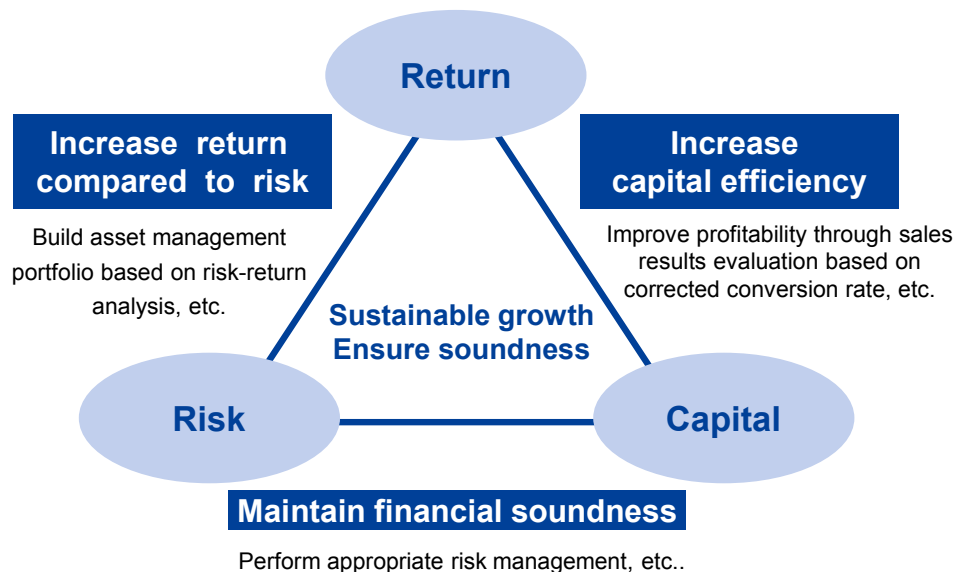 Return
Increase return
compared to risk
Build asset management
portfolio based on risk-return
analysis, etc.
Increase
capital efficiency
Improve profitability through sales
results evaluation based on
corrected conversion rate, etc.
Sustainable growth
Ensure soundness
Risk
Capital
Maintain financial soundness
Perform appropriate risk management, etc..